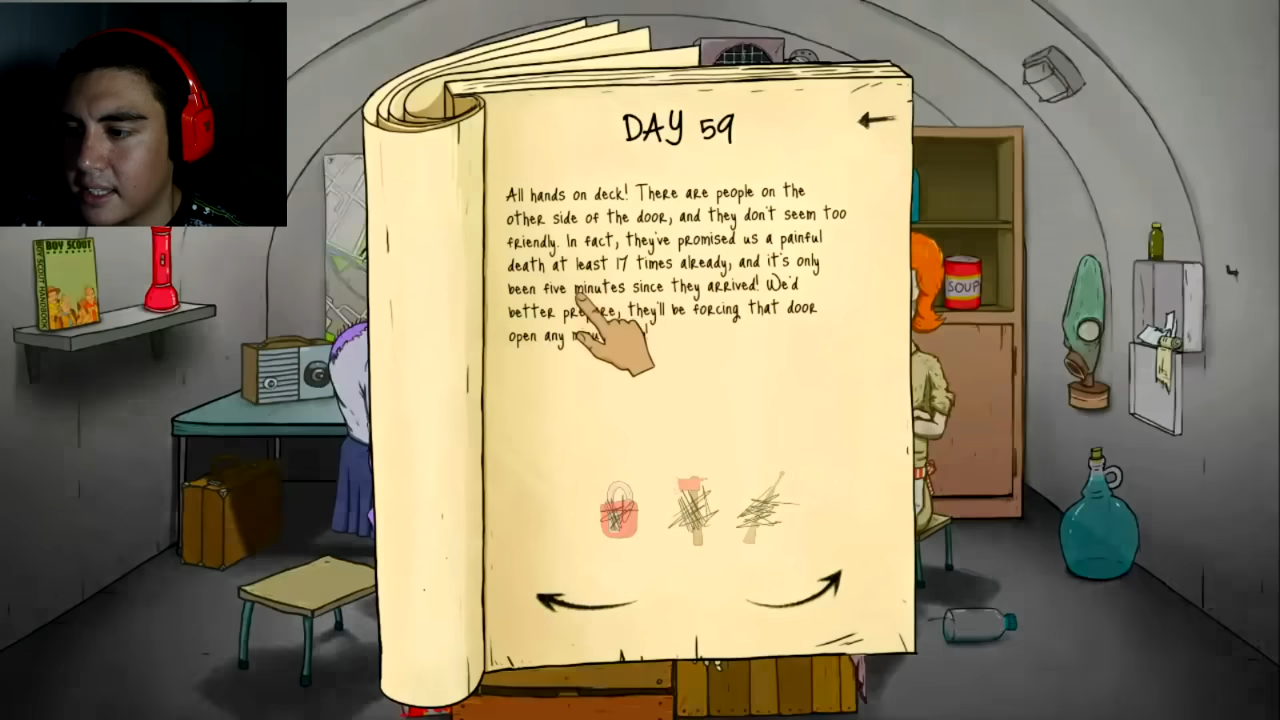 DAY 59
All hands on deck! There are people on the
other side of the door, and they don't seem too
friendly. In fact, they've promised us a painful
death at least 17 times already, and it's only
been five minutes since they arrived! We'd
better they'll be forcing that door
open any
BOY SCOUT
BOY SCOUT HANDBOOK
SOUP